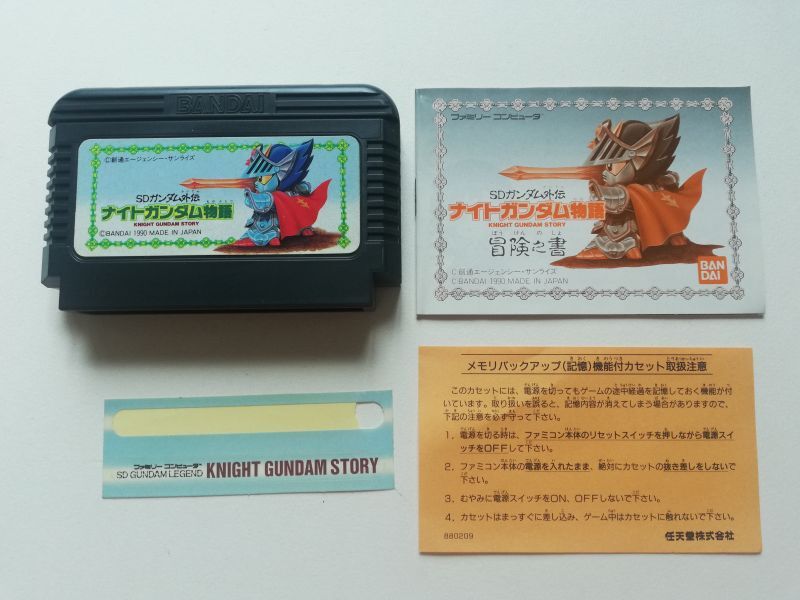 BANDAI
©創通エージェンシー・サンライズ
SDガンダム外伝
ナイトガンダム物語
KNIGHT GUNDAM STORY
©BANDAI 1990 MADE IN JAPAN
ファミリー コンピュータ
SDガンダム外伝
ナイトガンダム物語
KNIGHT GUNDAM STORY
ぼう けん の しょ
冒険之書
©創通エージェンシー・サンライズ
©BANDAI 1990 MADE IN JAPAN
BAN
DAI
ファミリー コンピュータ
SD GUNDAM LEGEND KNIGHT GUNDAM STORY
メモリバックアップ(記憶)機能付カセット取扱注意
このカセットには、電源を切ってもゲームの途中経過を記憶しておく機能が付
いています。取り扱いを誤ると、記憶内容が消えてしまう場合がありますので、
下記の注意を必ず守って下さい。
1. 電源を切る時は、ファミコン本体のリセットスイッチを押しながら電源スイ
ッチをOFFして下さい。
2. ファミコン本体の電源を入れたまま、絶対にカセットの抜き差しをしないで
下さい。
3. むやみに電源スイッチをON、OFFしないで下さい。
4. カセットはまっすぐに差し込み、ゲーム中はカセットに触れないで下さい。
880209 任天堂株式会社